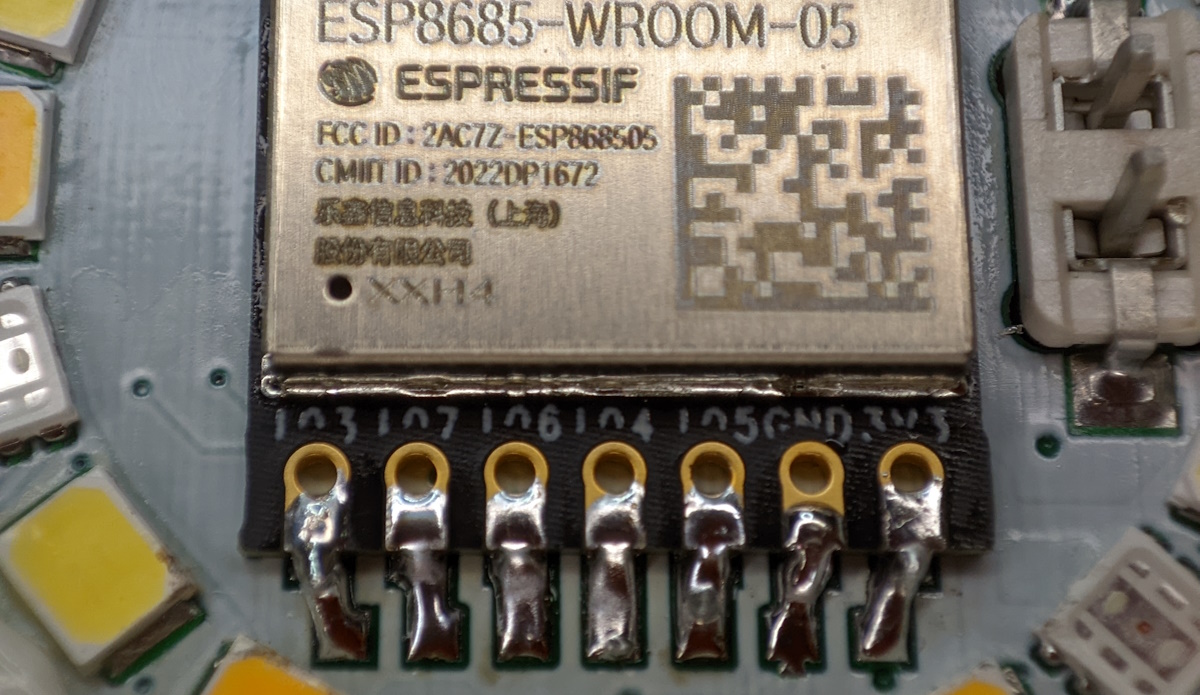 ESP8685-WROOM-05
ESPRESSIF
FCC ID : 2AC7Z-ESP868505
CMIIT ID : 2022DP1672
乐鑫信息科技（上海）
股份有限公司
XXH4
IO3 IO7 IO6 IO4 IO5 GND 3V3